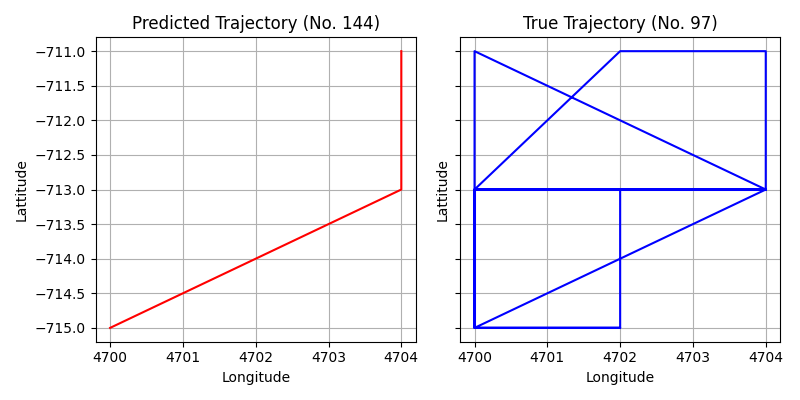 Predicted Trajectory (No. 144)
Lattitude
−711.0
−711.5
−712.0
−712.5
−713.0
−713.5
−714.0
−714.5
−715.0
4700 4701 4702 4703 4704
Longitude
True Trajectory (No. 97)
Lattitude
4700 4701 4702 4703 4704
Longitude